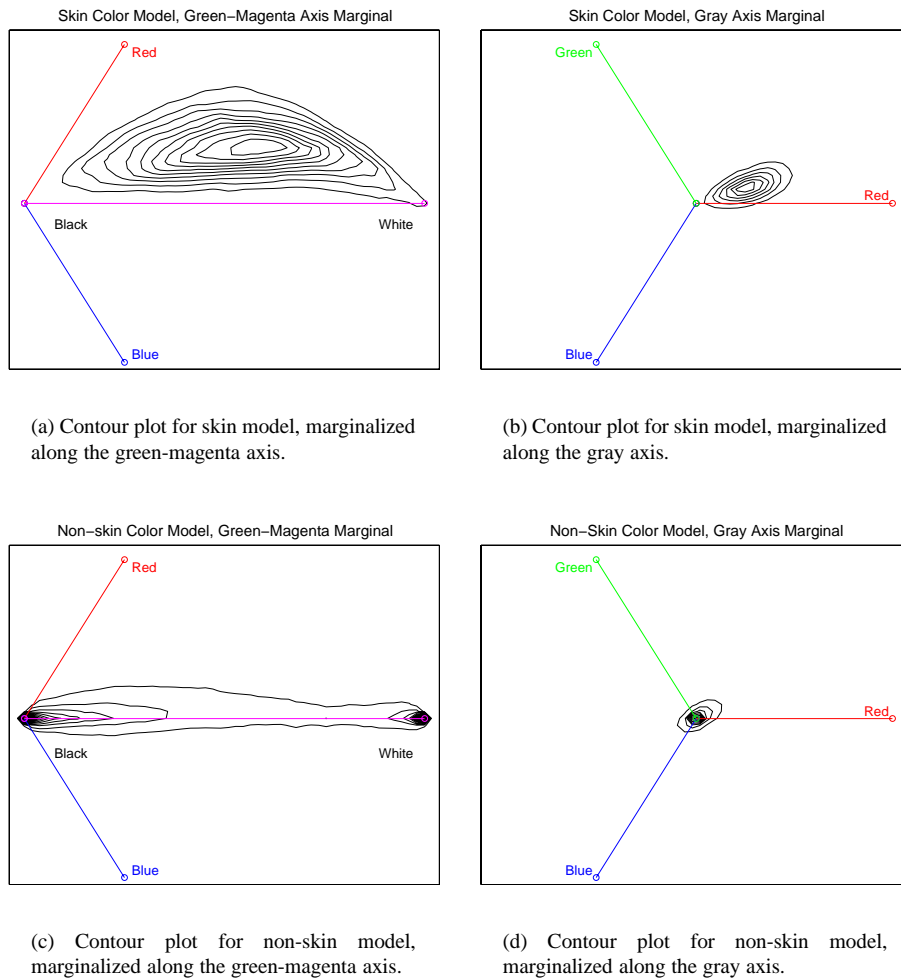 Skin Color Model, Green−Magenta Axis Marginal
Red
Black
White
Blue
Skin Color Model, Gray Axis Marginal
Green
Red
Blue
(a) Contour plot for skin model, marginalized
along the green-magenta axis.
(b) Contour plot for skin model, marginalized
along the gray axis.
Non−skin Color Model, Green−Magenta Marginal
Red
Black
White
Blue
Non−Skin Color Model, Gray Axis Marginal
Green
Red
Blue
(c) Contour plot for non-skin model,
marginalized along the green-magenta axis.
(d) Contour plot for non-skin model,
marginalized along the gray axis.